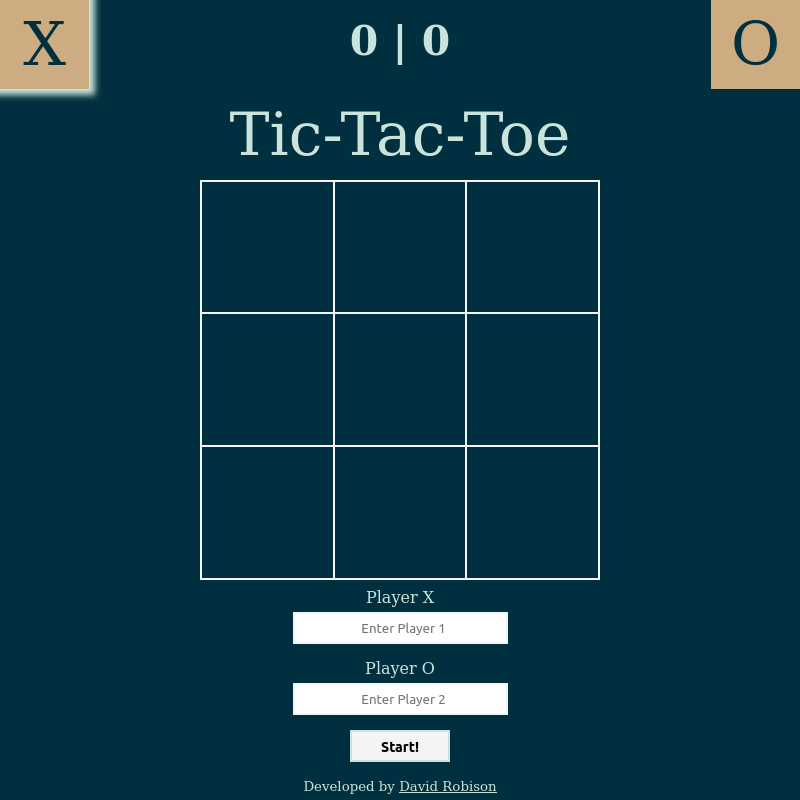 X
0 | 0
O
Tic-Tac-Toe
Player X
Enter Player 1
Player O
Enter Player 2
Start!
Developed by David Robison